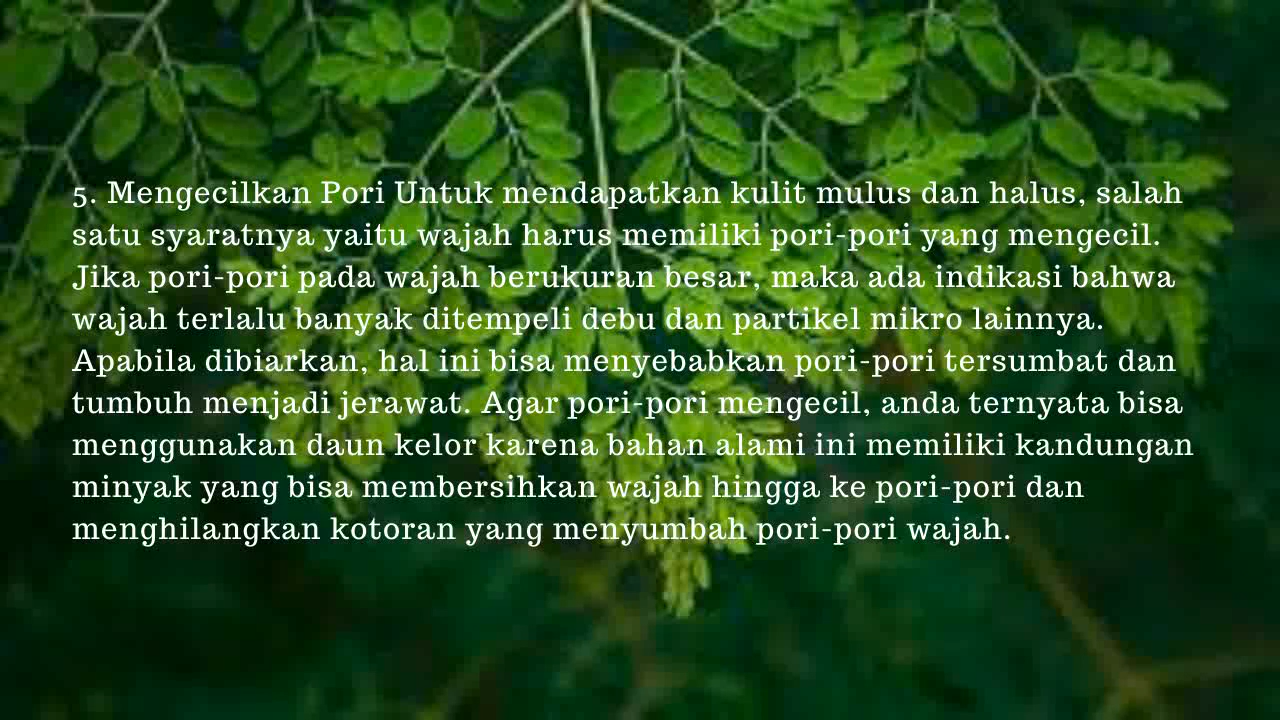 5. Mengecilkan Pori Untuk mendapatkan kulit mulus dan halus, salah
satu syaratnya yaitu wajah harus memiliki pori-pori yang mengecil.
Jika pori-pori pada wajah berukuran besar, maka ada indikasi bahwa
wajah terlalu banyak ditempeli debu dan partikel mikro lainnya.
Apabila dibiarkan, hal ini bisa menyebabkan pori-pori tersumbat dan
tumbuh menjadi jerawat. Agar pori-pori mengecil, anda ternyata bisa
menggunakan daun kelor karena bahan alami ini memiliki kandungan
minyak yang bisa membersihkan wajah hingga ke pori-pori dan
menghilangkan kotoran yang menyumbah pori-pori wajah.